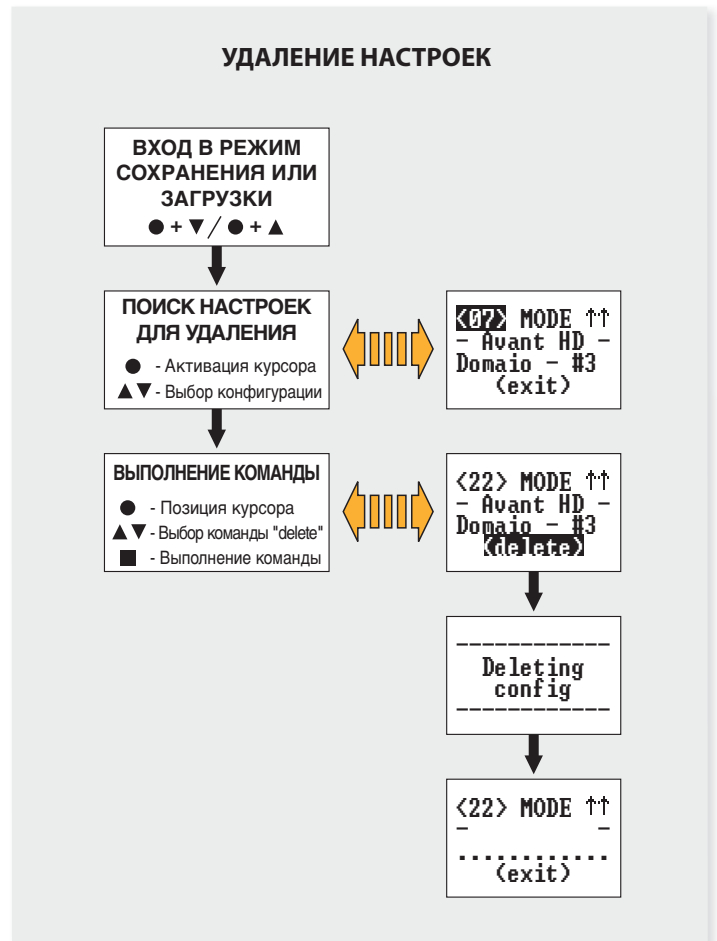 УДАЛЕНИЕ НАСТРОЕК
ВХОД В РЕЖИМ
СОХРАНЕНИЯ ИЛИ
ЗАГРУЗКИ
● + ▼ / ● + ▲
ПОИСК НАСТРОЕК
ДЛЯ УДАЛЕНИЯ
● - Активация курсора
▲▼ - Выбор конфигурации
<07> MODE ↑↑
- Avant HD -
Domaio - #3
(exit)
ВЫПОЛНЕНИЕ КОМАНДЫ
● - Позиция курсора
▲▼ - Выбор команды "delete"
■ - Выполнение команды
<22> MODE ↑↑
- Avant HD -
Domaio - #3
(delete)
------------
Deleting
config
------------
<22> MODE ↑↑
- -
............
(exit)